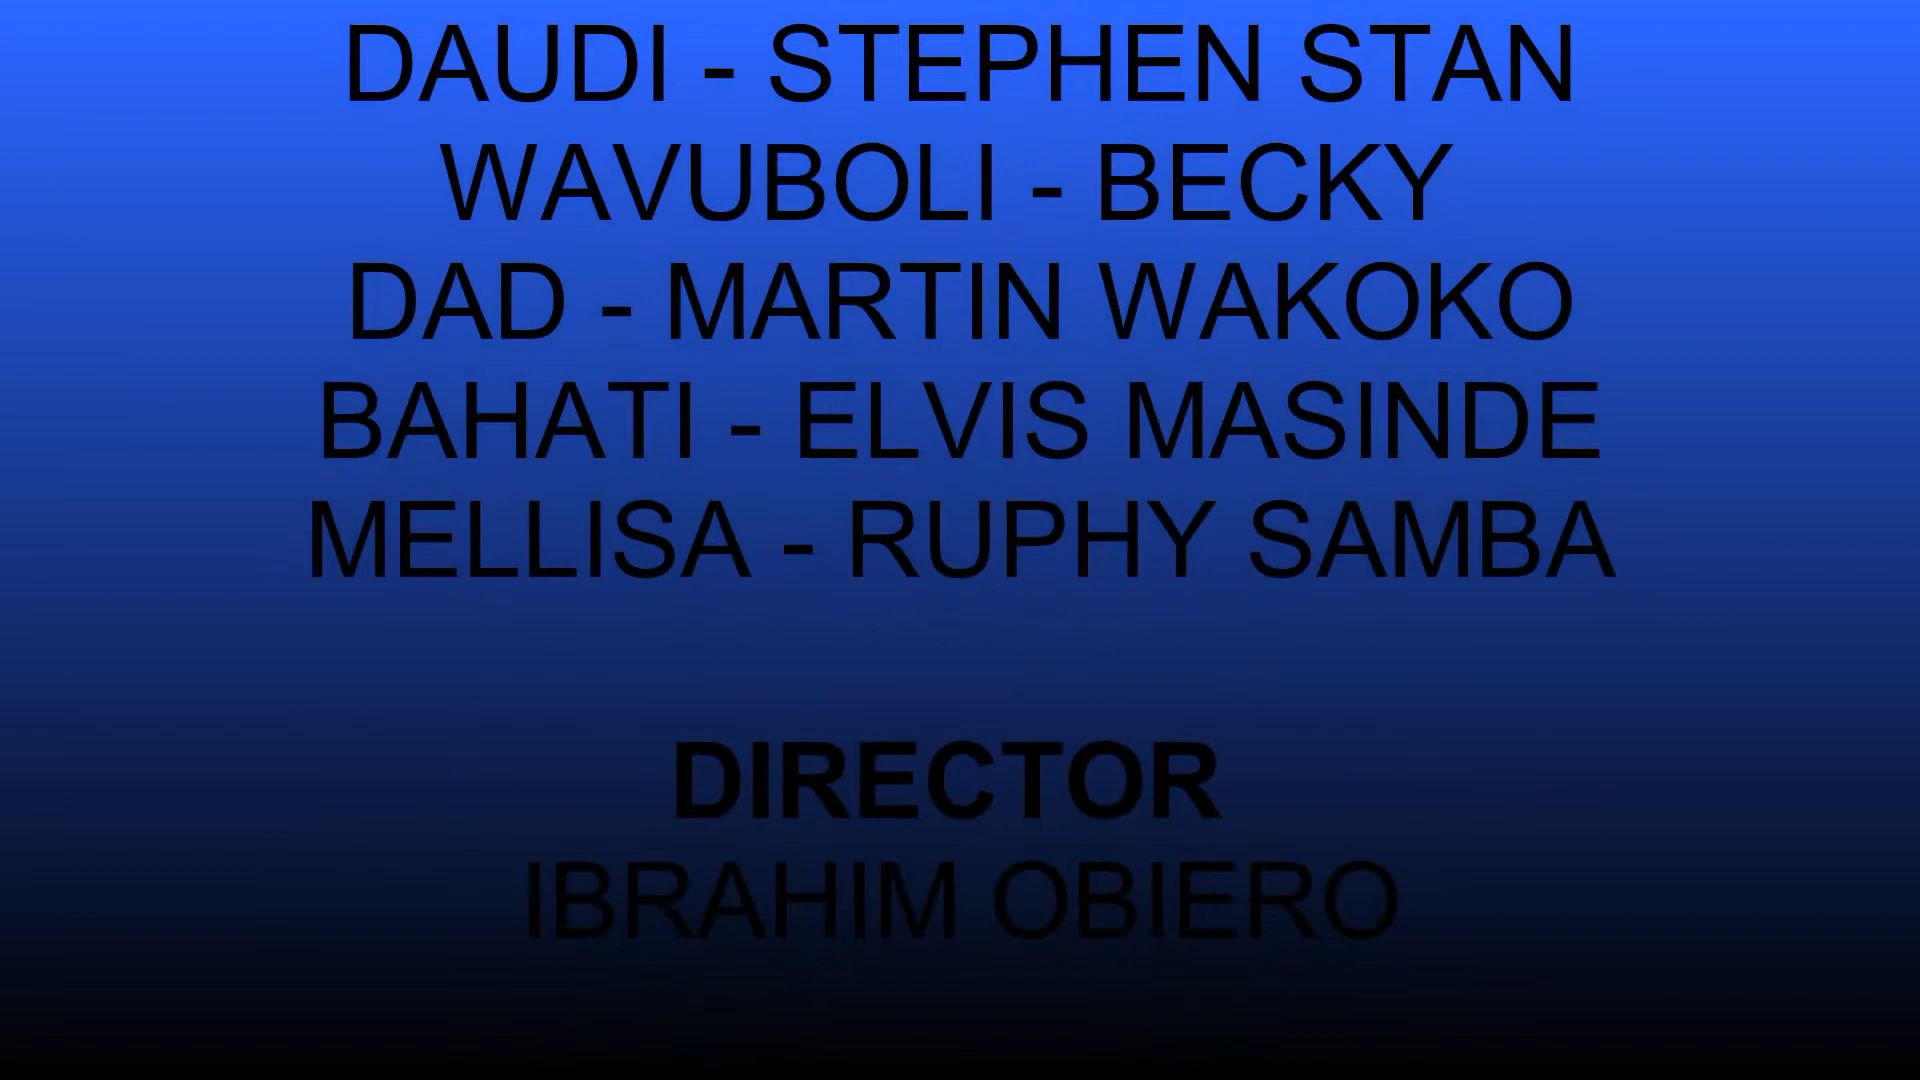 DAUDI - STEPHEN STAN
WAVUBOLI - BECKY
DAD - MARTIN WAKOKO
BAHATI - ELVIS MASINDE
MELLISA - RUPHY SAMBA
DIRECTOR
IBRAHIM OBIERO